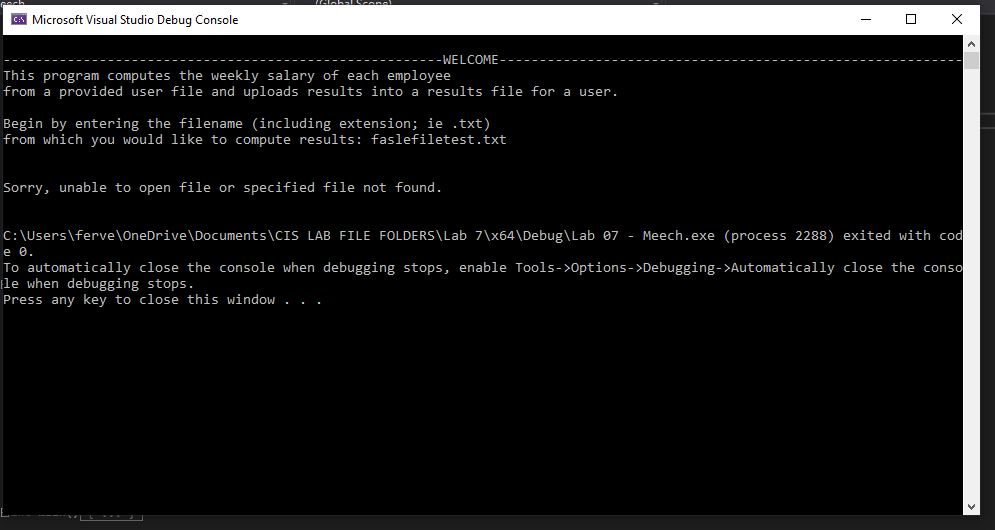 (Global Scope)
Microsoft Visual Studio Debug Console
-------------------------------------------------------WELCOME----------------------------------------------------------
This program computes the weekly salary of each employee
from a provided user file and uploads results into a results file for a user.
Begin by entering the filename (including extension; ie .txt)
from which you would like to compute results: faslefiletest.txt
Sorry, unable to open file or specified file not found.
C:\Users\ferve\OneDrive\Documents\CIS LAB FILE FOLDERS\Lab 7\x64\Debug\Lab 07 - Meech.exe (process 2288) exited with cod
e 0.
To automatically close the console when debugging stops, enable Tools->Options->Debugging->Automatically close the conso
le when debugging stops.
Press any key to close this window . . .